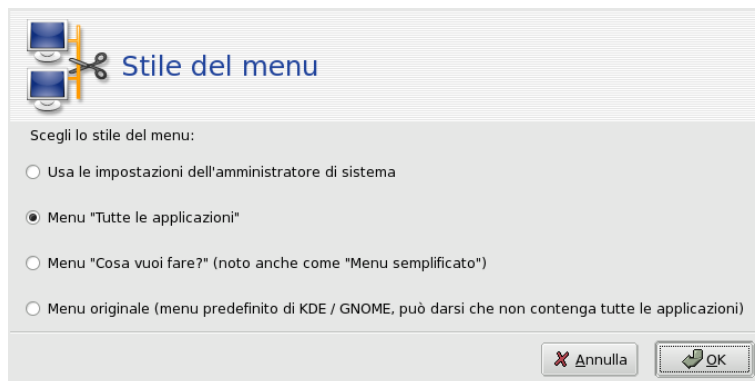 Stile del menu
Scegli lo stile del menu:
Usa le impostazioni dell'amministratore di sistema
Menu "Tutte le applicazioni"
Menu "Cosa vuoi fare?" (noto anche come "Menu semplificato")
Menu originale (menu predefinito di KDE / GNOME, può darsi che non contenga tutte le applicazioni)
Annulla
OK